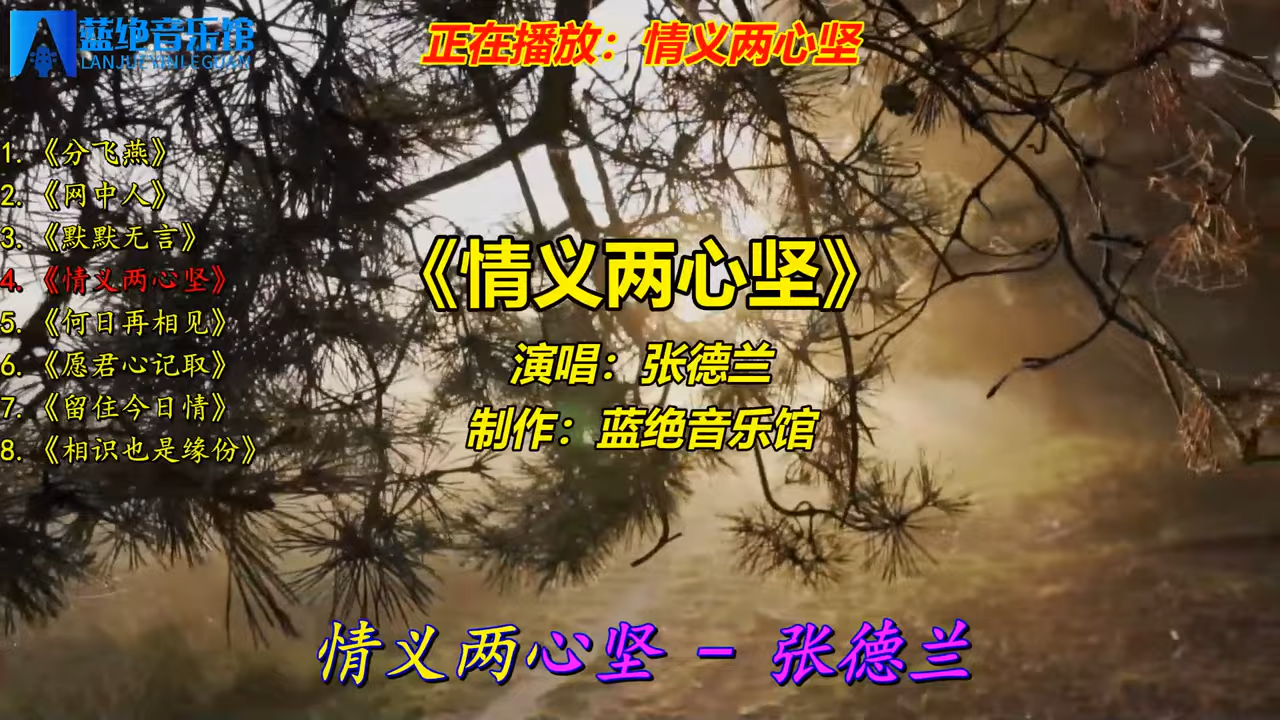 蓝绝音乐馆
LANJUEYINLEGUAM
正在播放：情义两心坚
1.《分飞燕》
2.《网中人》
3.《默默无言》
4.《情义两心坚》
5.《何日再相见》
6.《愿君心记取》
7.《留住今日情》
8.《相识也是缘份》
《情义两心坚》
演唱：张德兰
制作：蓝绝音乐馆
情义两心坚 - 张德兰